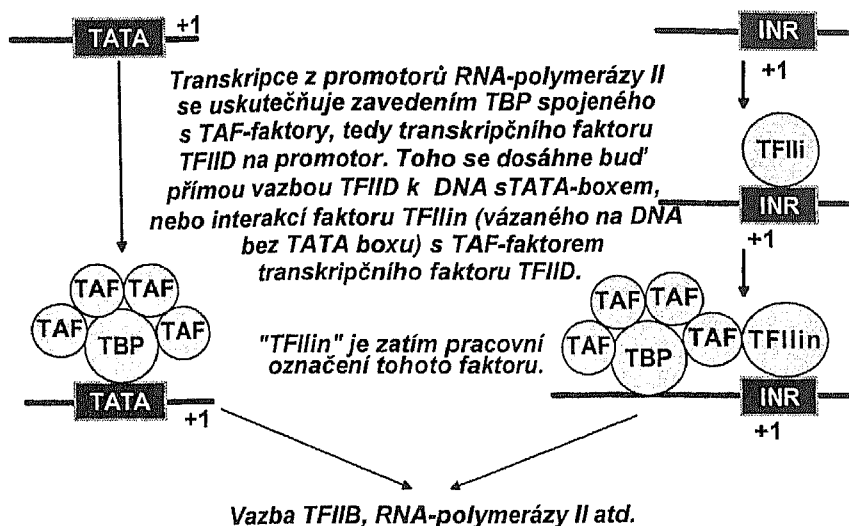 TATA +1
INR
+1
Transkripce z promotorů RNA-polymerázy II
se uskutečňuje zavedením TBP spojeného
s TAF-faktory, tedy transkripčního faktoru
TFIID na promotor. Toho se dosáhne buď
přímou vazbou TFIID k DNA sTATA-boxem,
nebo interakcí faktoru TFIIin (vázaného na DNA
bez TATA boxu) s TAF-faktorem
transkripčního faktoru TFIID.
TFIIi
INR
+1
TAF TAF
TAF TAF
TBP
TATA +1
"TFIIin" je zatím pracovní
označení tohoto faktoru.
TAF TAF
TAF TBP TAF TFIIin
INR
+1
Vazba TFIIB, RNA-polymerázy II atd.